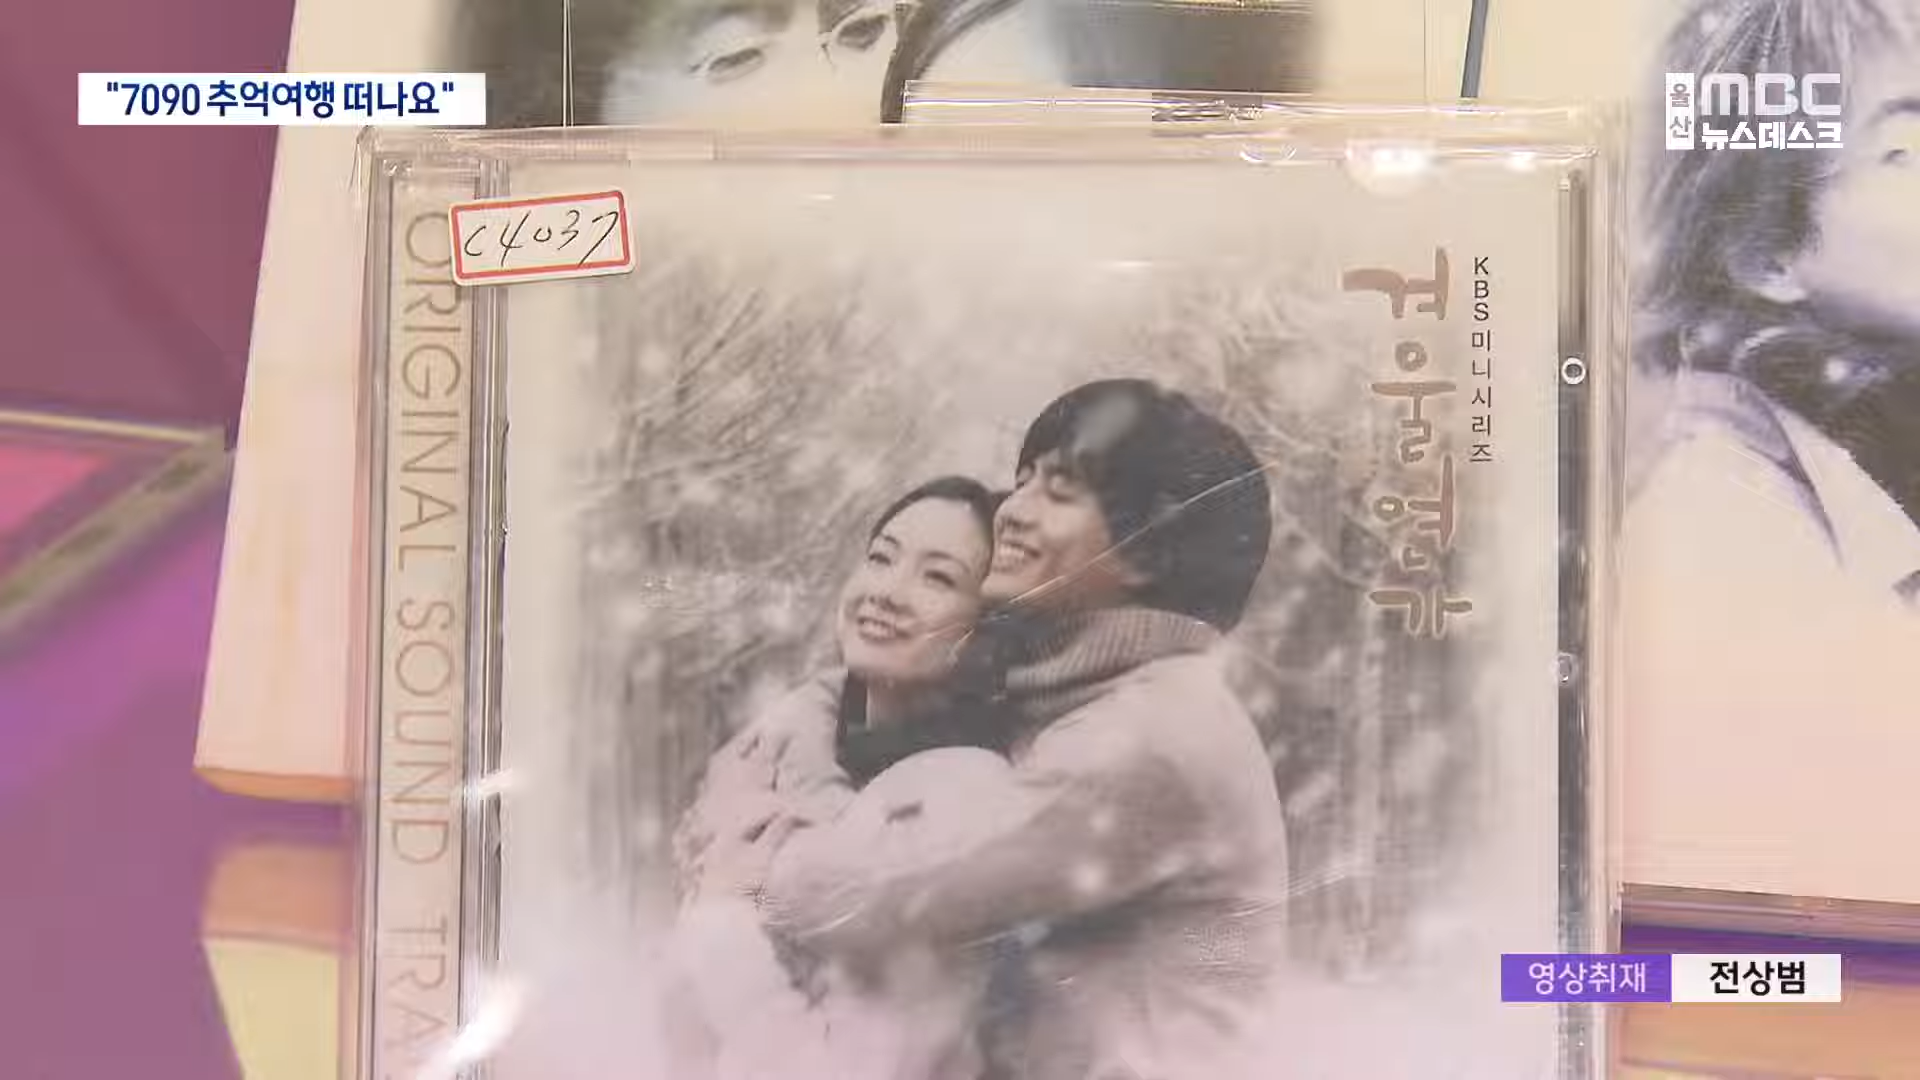 "7090 추억여행 떠나요"
울산
MBC
뉴스데스크
C4037
ORIGINAL SOUND TRA
KBS 미니시리즈
겨울연가
영상취재 전상범